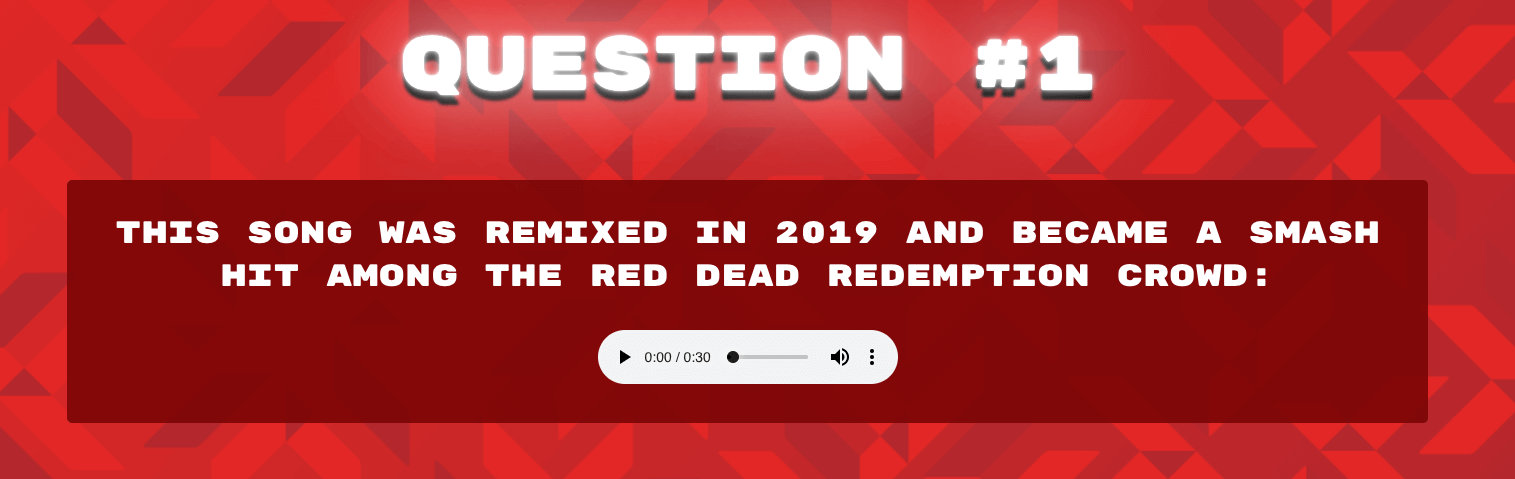 QUESTION #1
THIS SONG WAS REMIXED IN 2019 AND BECAME A SMASH
HIT AMONG THE RED DEAD REDEMPTION CROWD:
0:00 / 0:30